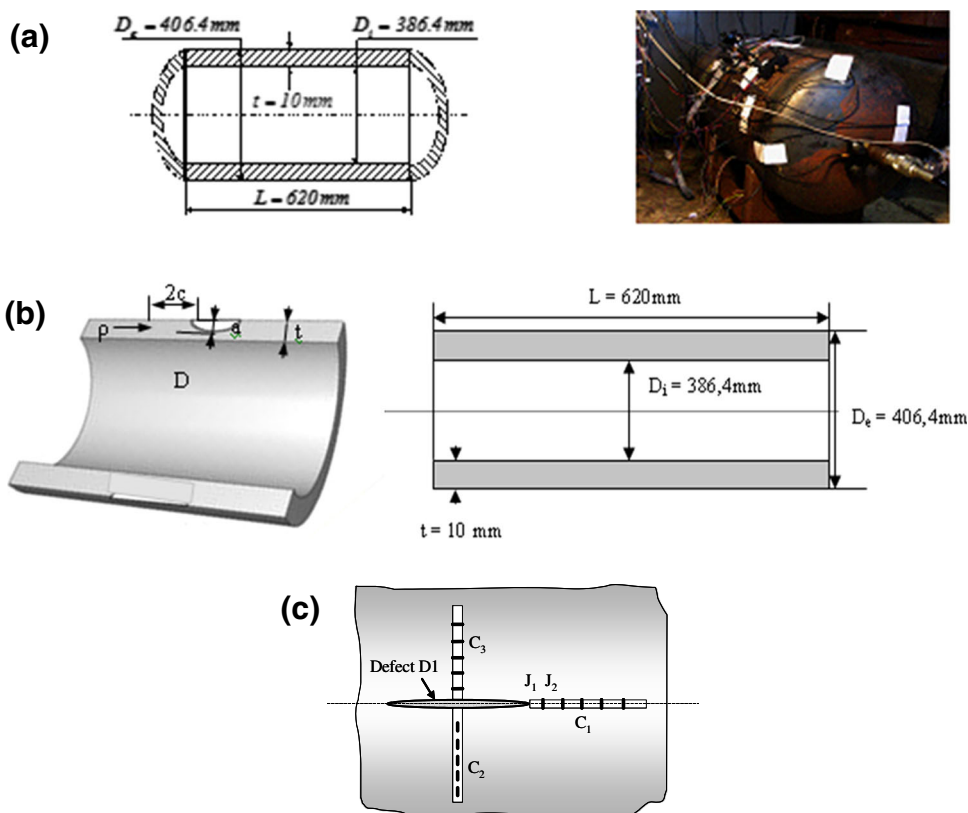 (a)
Dₑ = 406.4mm
Dᵢ = 386.4mm
t = 10mm
L = 620mm
(b)
2c
ρ
a
t
D
L = 620mm
Dᵢ = 386,4mm
Dₑ = 406,4mm
t = 10 mm
(c)
C₃
Defect D1
J₁ J₂
C₁
C₂